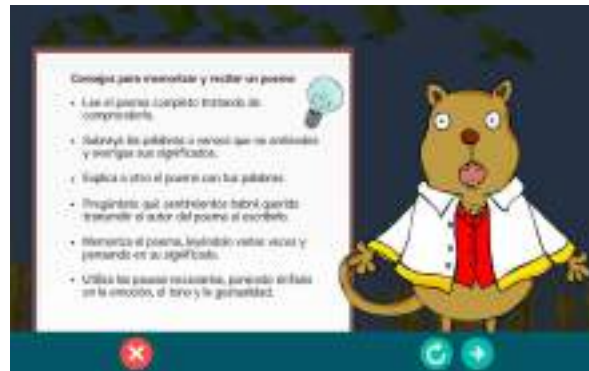 Consejos para memorizar y recitar un poema
• Lee el poema completo tratando de
comprenderlo.
• Subraya las palabras o versos que no entiendas
y averigua sus significados.
• Explica a otro el poema con tus palabras.
• Pregúntate qué sentimientos habrá querido
transmitir el autor del poema al escribirlo.
• Memoriza el poema, leyéndolo varias veces y
pensando en su significado.
• Utiliza las pausas necesarias, poniendo énfasis
en la emoción, el tono y la gestualidad.